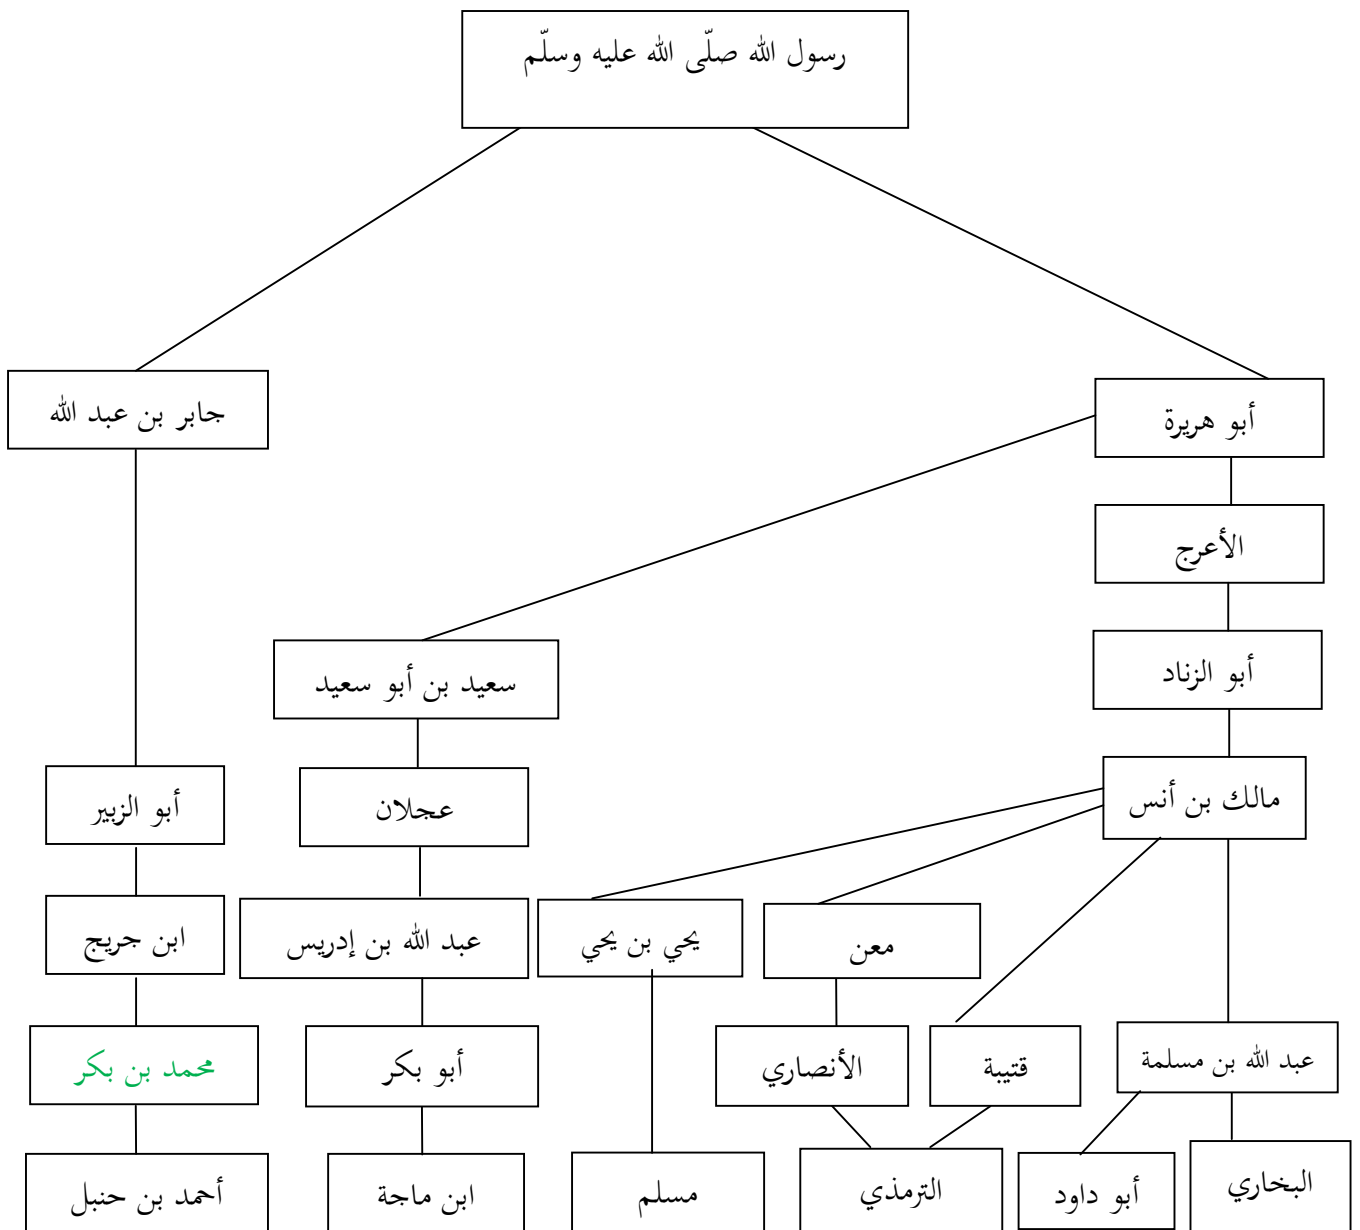 رسول الله صلّى الله عليه وسلّم
أبو هريرة
جابر بن عبد الله
الأعرج
أبو الزناد
سعيد بن أبو سعيد
مالك بن أنس
عجلان
أبو الزبير
معن
يحي بن يحي
عبد الله بن إدريس
ابن جريج
عبد الله بن مسلمة
قتيبة
الأنصاري
أبو بكر
محمد بن بكر
البخاري
أبو داود
الترمذي
مسلم
ابن ماجة
أحمد بن حنبل